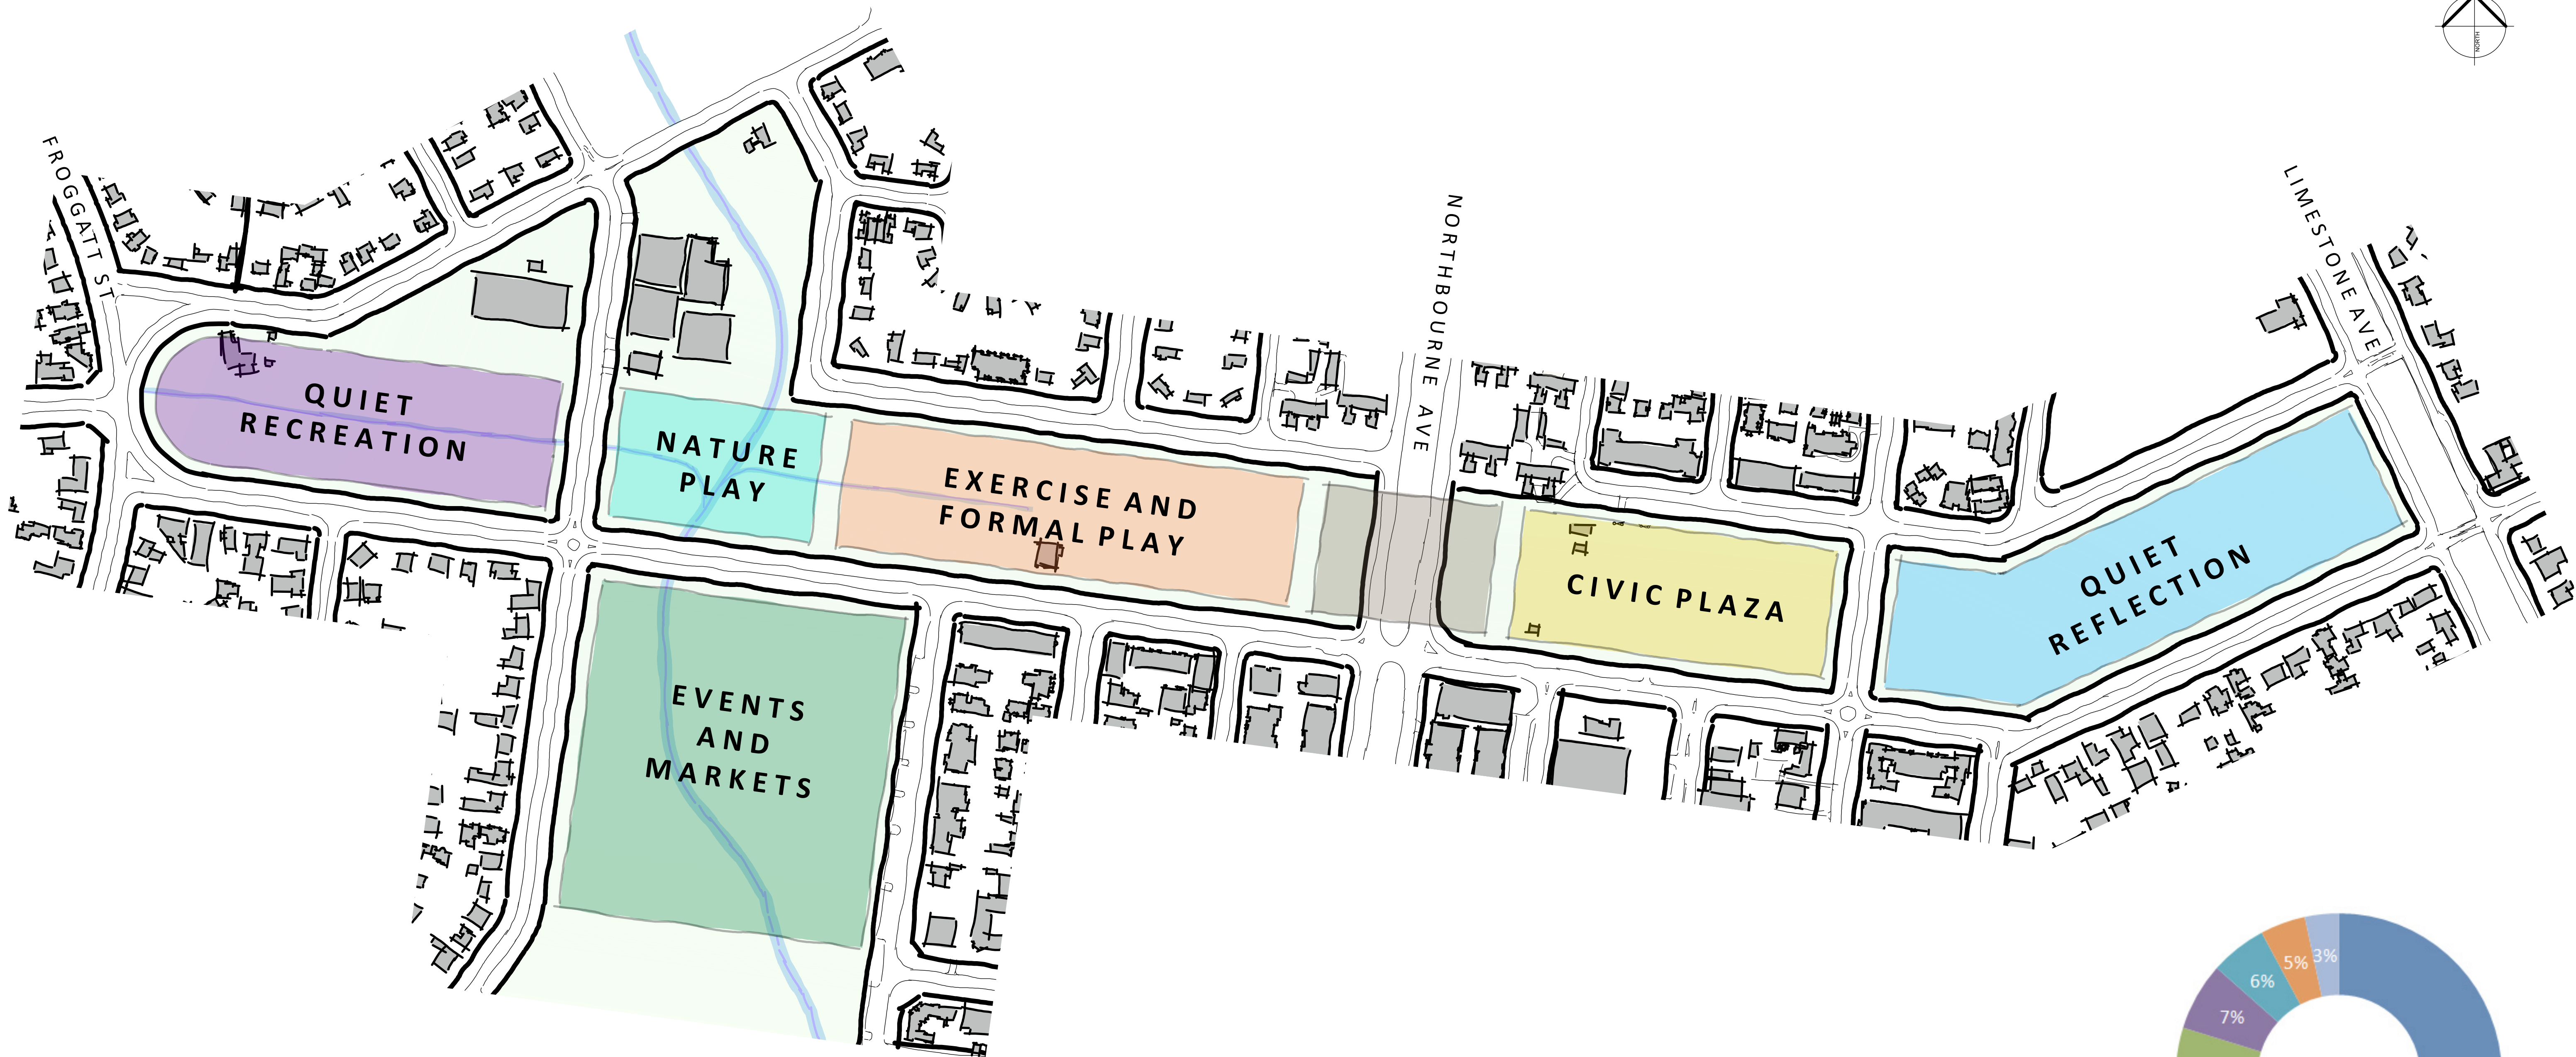 NORTH
FROGGATT ST
NORTHBOURNE AVE
LIMESTONE AVE
QUIET
RECREATION
NATURE
PLAY
EXERCISE AND
FORMAL PLAY
CIVIC PLAZA
QUIET
REFLECTION
EVENTS
AND
MARKETS
3%
5%
6%
7%